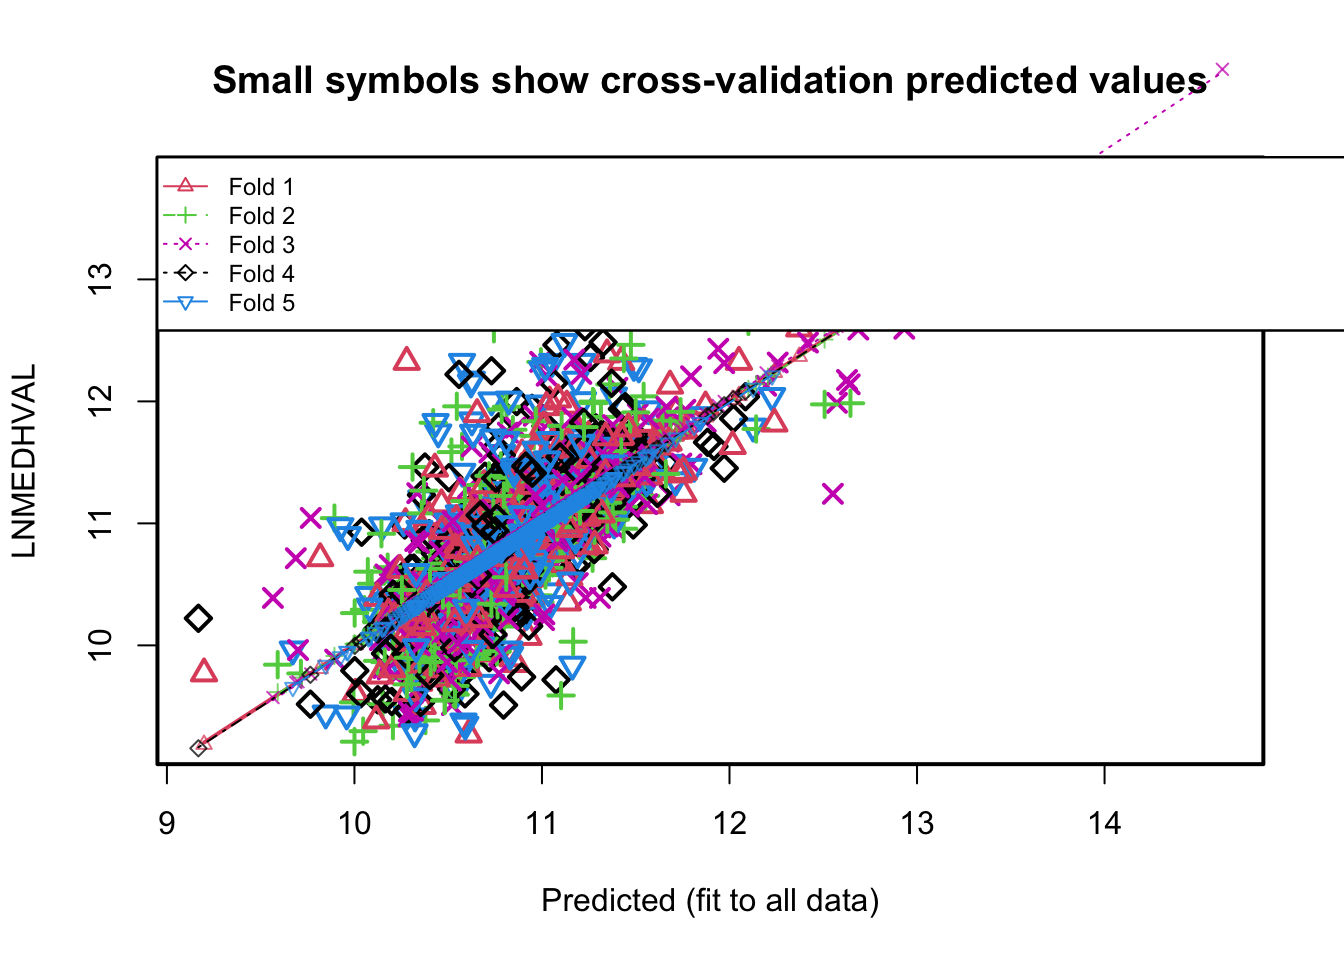 Small symbols show cross-validation predicted values
Fold 1
Fold 2
Fold 3
Fold 4
Fold 5
LNMEDHVAL
13
12
11
10
9 10 11 12 13 14
Predicted (fit to all data)